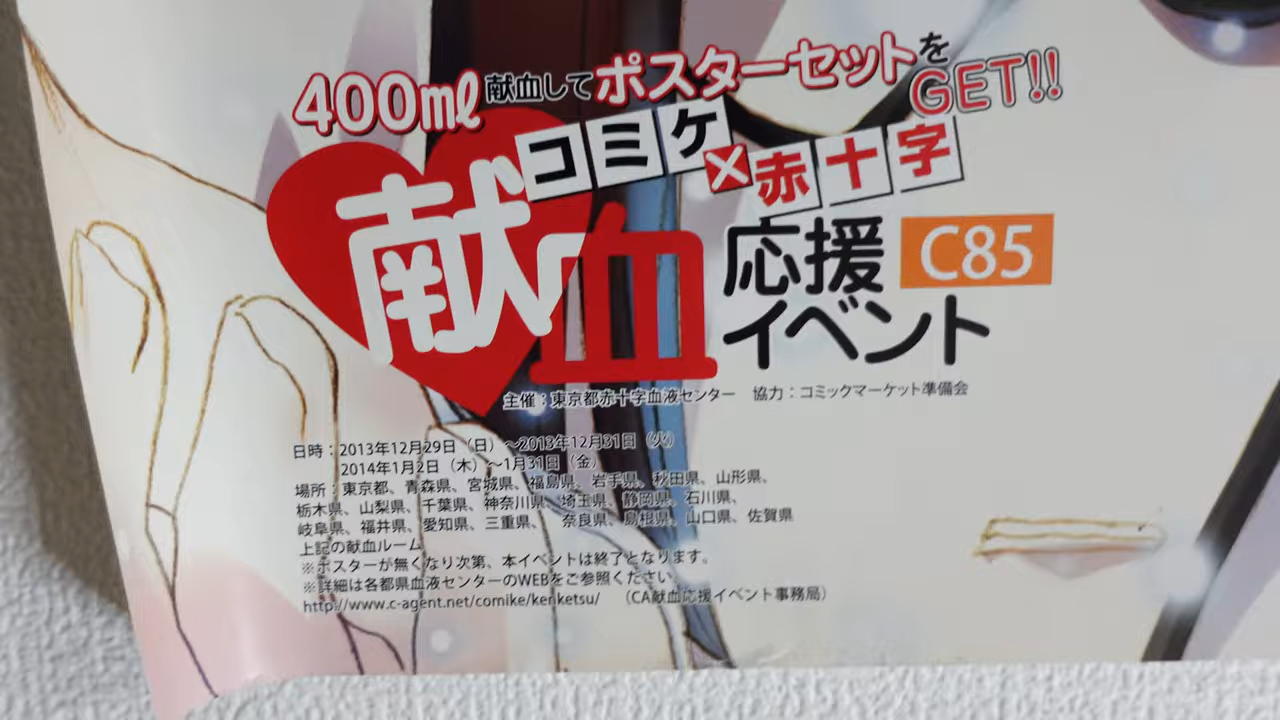 400ml献血してポスターセットをGET!!
コミケ×赤十字
献血応援イベント C85
主催：東京都赤十字血液センター　協力：コミックマーケット準備会
日時：2013年12月29日（日）～2013年12月31日（火）
2014年1月2日（木）～1月31日（金）
場所：東京都、青森県、宮城県、福島県、岩手県、秋田県、山形県、
栃木県、山梨県、千葉県、神奈川県、埼玉県、静岡県、石川県、
岐阜県、福井県、愛知県、三重県、　奈良県、島根県、山口県、佐賀県
上記の献血ルーム
※ポスターが無くなり次第、本イベントは終了となります。
※詳細は各都県血液センターのWEBをご参照ください。
http://www.c-agent.net/comike/kenketsu/　（CA献血応援イベント事務局）